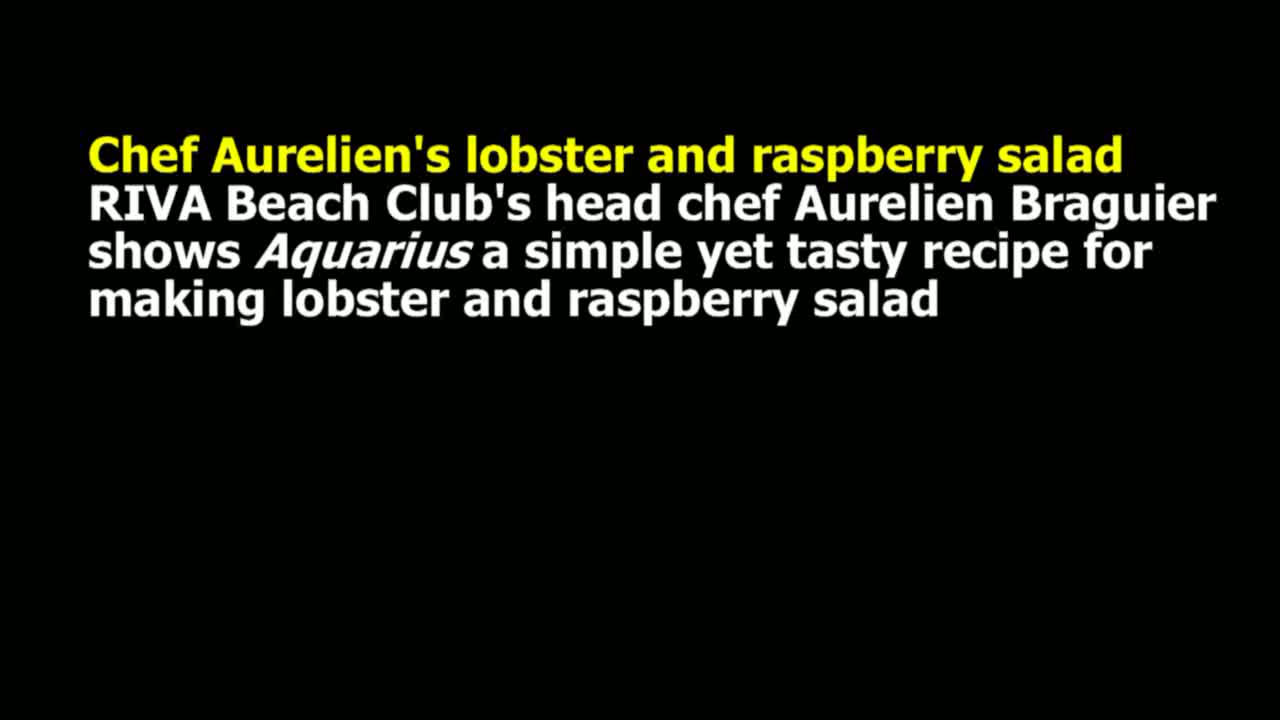 Chef Aurelien's lobster and raspberry salad
RIVA Beach Club's head chef Aurelien Braguier
shows Aquarius a simple yet tasty recipe for
making lobster and raspberry salad